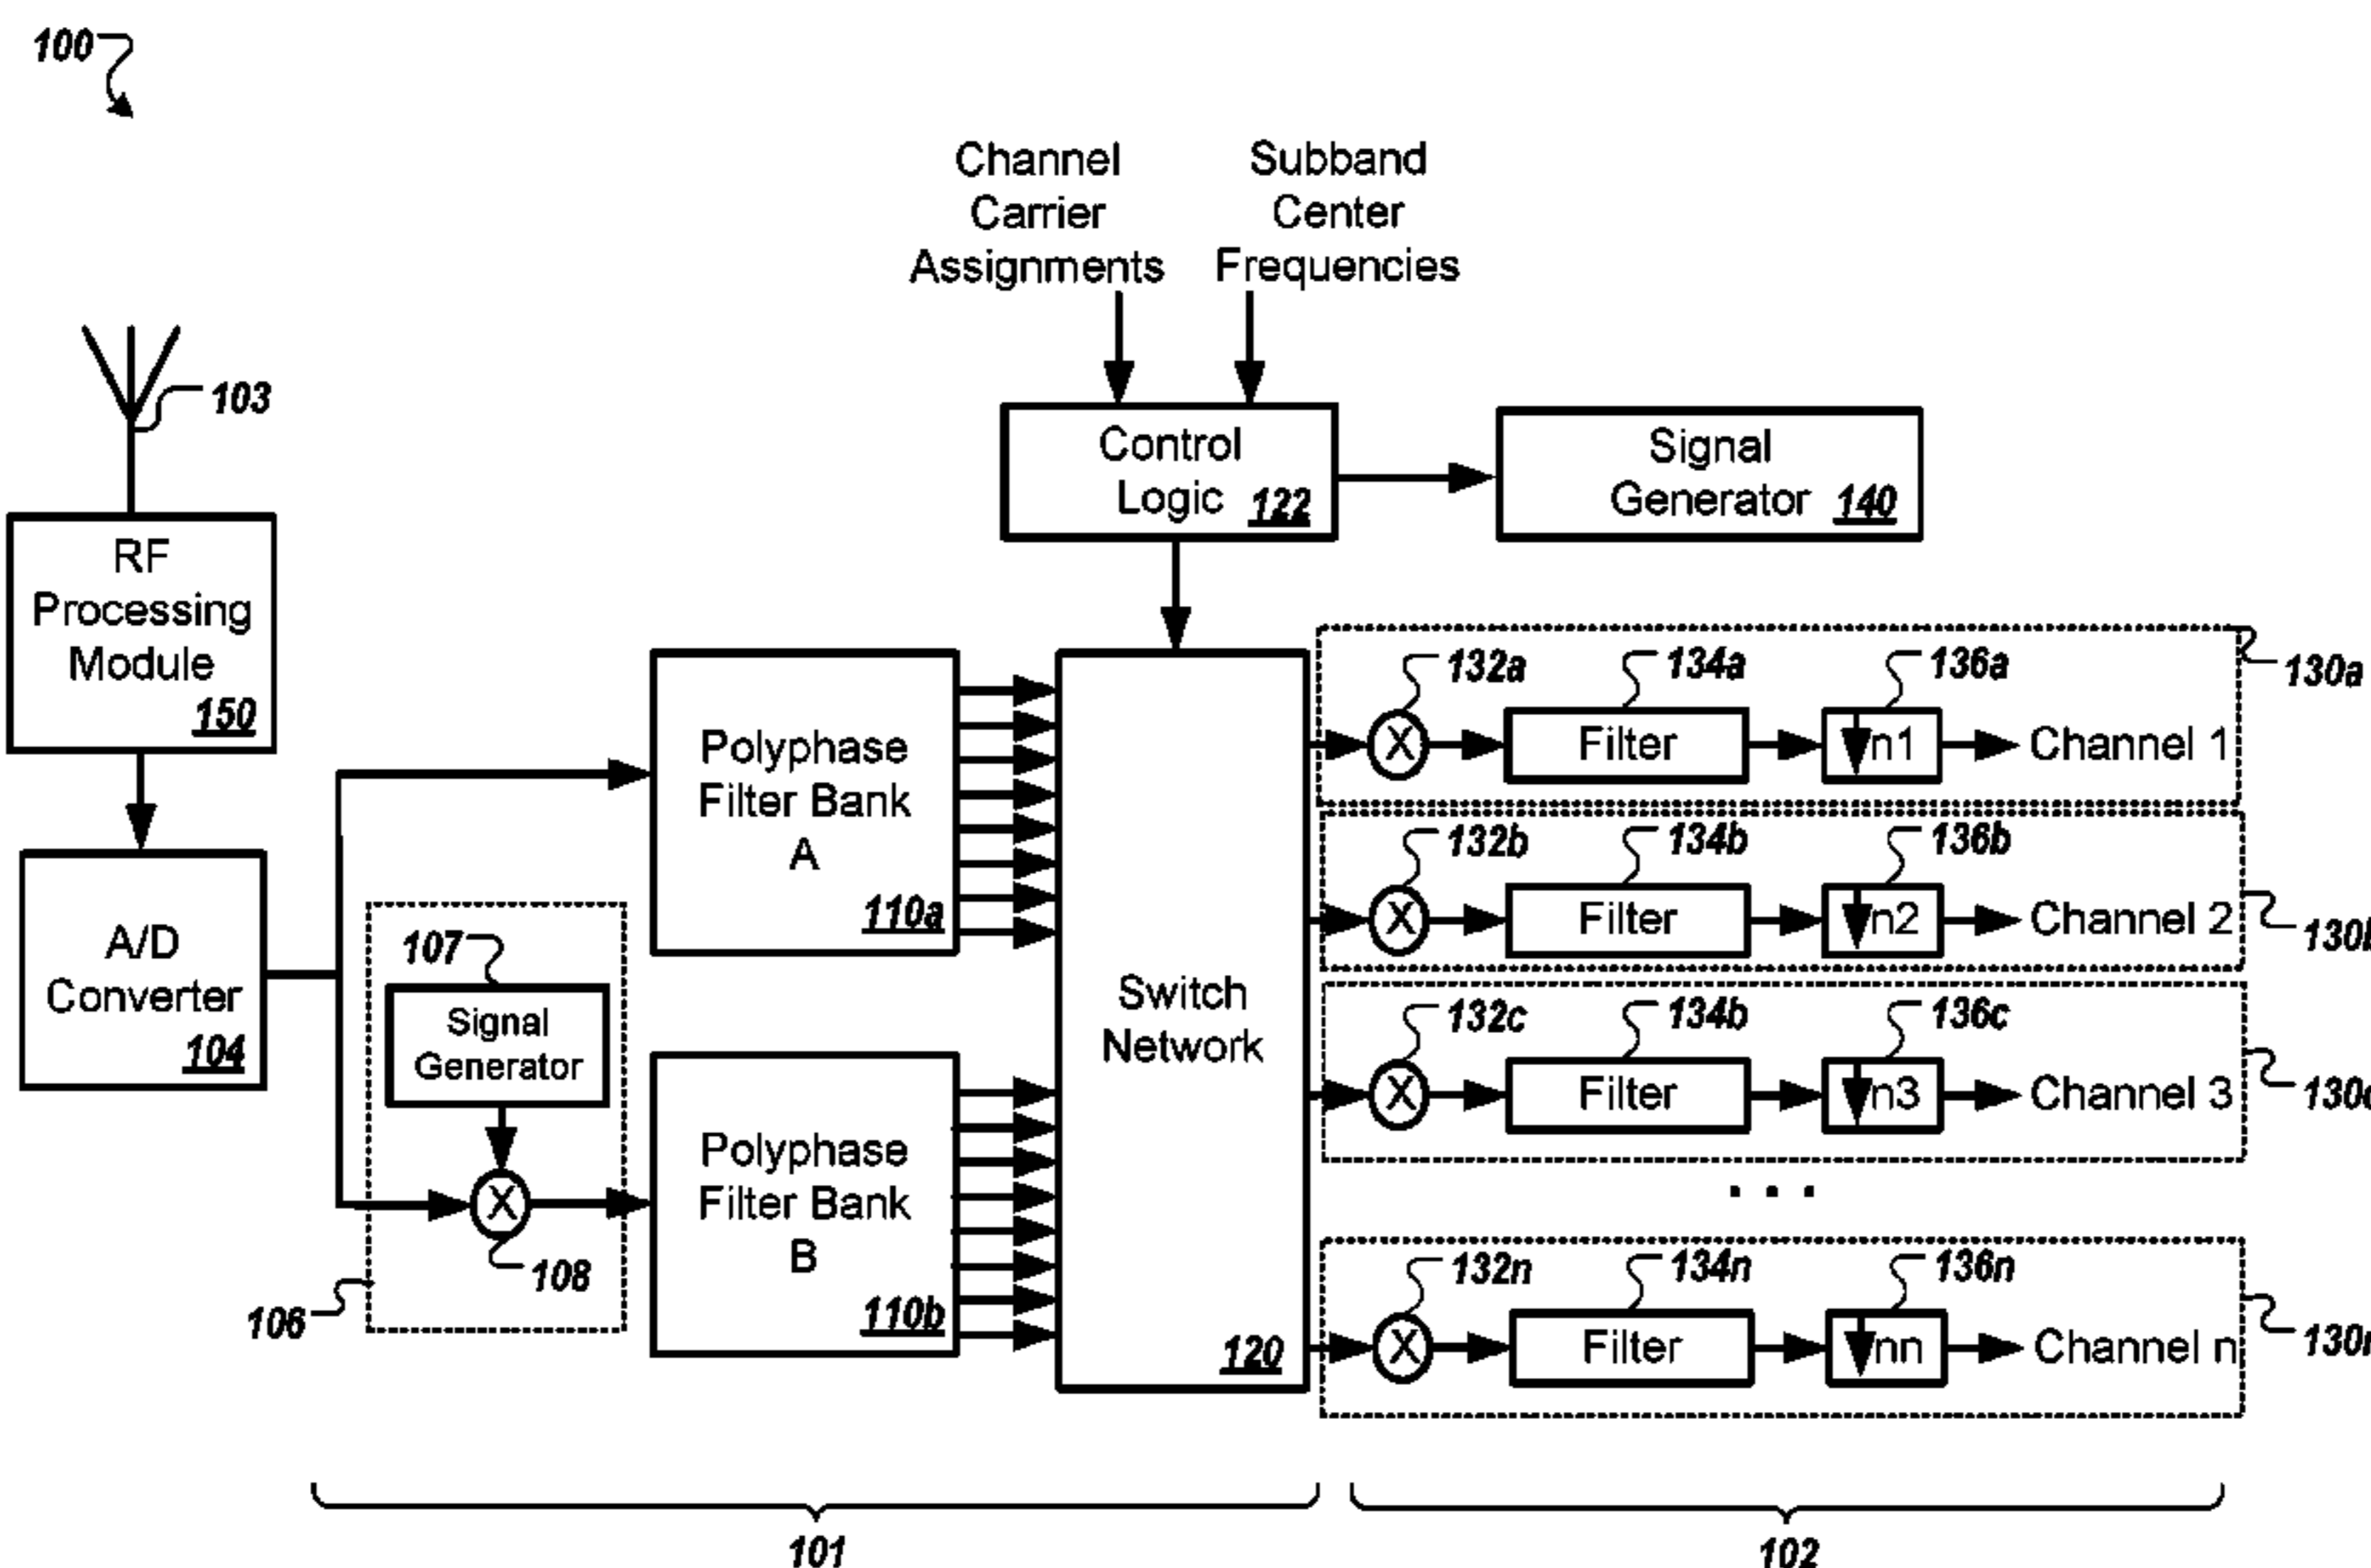 100
Channel
Carrier
Assignments
Subband
Center
Frequencies
103
Control
Logic 122
Signal
Generator 140
RF
Processing
Module
150
A/D
Converter
104
107
Signal
Generator
X
108
106
Polyphase
Filter Bank
A
110a
Polyphase
Filter Bank
B
110b
Switch
Network
120
132a 134a 136a 130a
X Filter n1 Channel 1
132b 134b 136b
X Filter n2 Channel 2
132c 134b 136c
X Filter n3 Channel 3
. . .
132n 134n 136n
X Filter nn Channel n
101
102